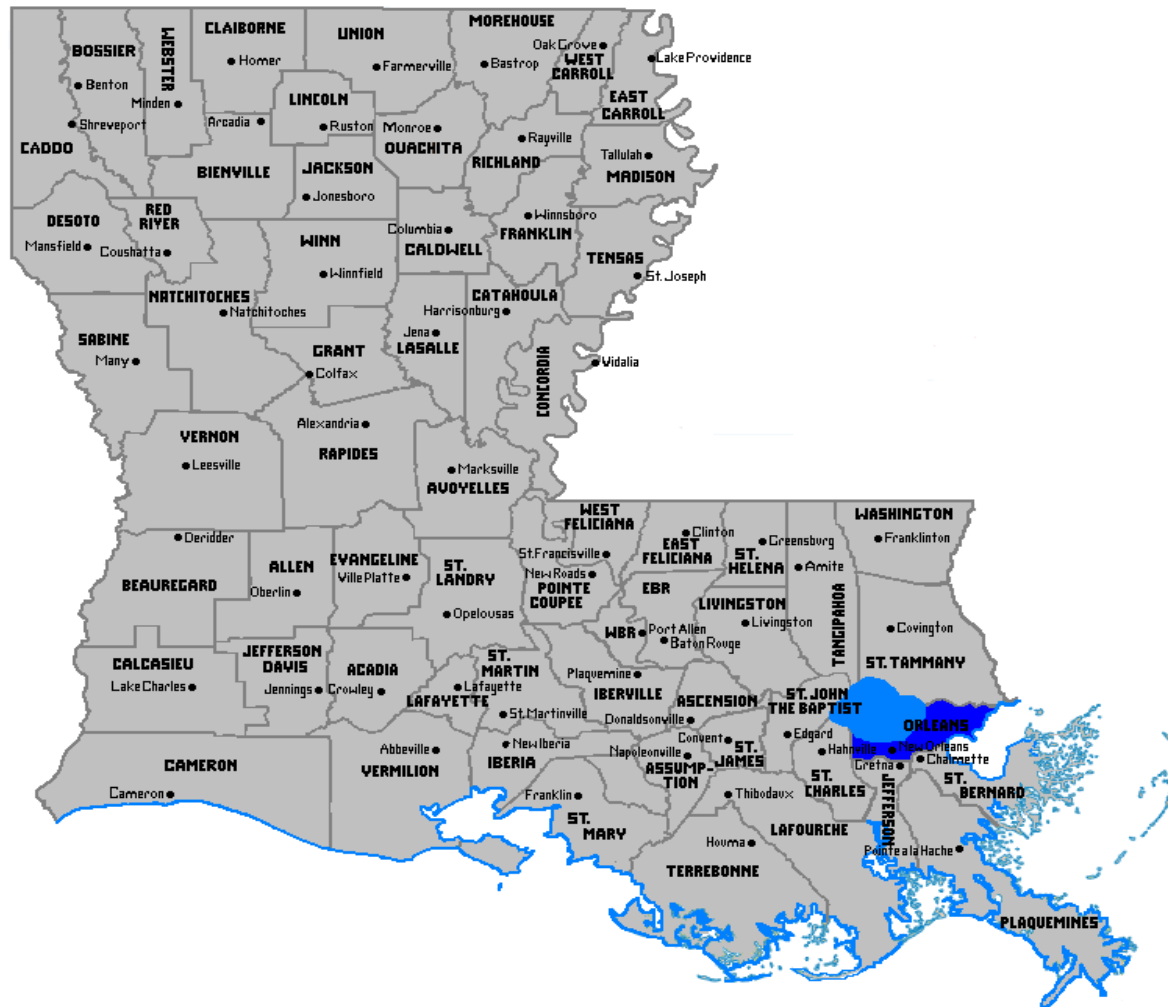 CLAIBORNE
UNION
MOREHOUSE
WEBSTER
BOSSIER
Oak Grove
WEST
CARROLL
Lake Providence
Homer
Farmerville
Bastrop
Benton
Minden
LINCOLN
EAST
CARROLL
Shreveport
Arcadia
Ruston
Monroe
Rayville
CADDO
OUACHITA
BIENVILLE
JACKSON
RICHLAND
Tallulah
MADISON
Jonesboro
RED
RIVER
DESOTO
Winnsboro
Mansfield
Coushatta
WINN
Columbia
CALDWELL
FRANKLIN
TENSAS
Winnfield
St. Joseph
NATCHITOCHES
Natchitoches
CATAHOULA
Harrisonburg
SABINE
Many
GRANT
Colfax
Jena
LASALLE
CONCORDIA
Vidalia
VERNON
Leesville
Alexandria
RAPIDES
Marksville
AVOYELLES
WEST
FELICIANA
WASHINGTON
Deridder
Clinton
EAST
FELICIANA
Greensburg
ST.
HELENA
Franklinton
BEAUREGARD
ALLEN
Oberlin
EVANGELINE
Ville Platte
ST.
LANDRY
St. Francisville
New Roads
POINTE
COUPEE
EBR
Amite
TANGIPAHOA
Opelousas
LIVINGSTON
Livingston
Covington
WBR
Port Allen
Baton Rouge
CALCASIEU
Lake Charles
JEFFERSON
DAVIS
Jennings
ACADIA
Crowley
ST.
MARTIN
Lafayette
LAFAYETTE
Plaquemine
IBERVILLE
ASCENSION
ST. JOHN
THE BAPTIST
ST. TAMMANY
St. Martinville
Donaldsonville
ORLEANS
Abbeville
VERMILION
New Iberia
IBERIA
Convent
Napoleonville
ST.
JAMES
ASSUMP-
TION
Edgard
Hahnville
New Orleans
Chalmette
Gretna
CAMERON
Cameron
Franklin
ST.
MARY
Thibodaux
ST.
CHARLES
JEFFERSON
ST.
BERNARD
LAFOURCHE
Houma
TERREBONNE
Pointe a la Hache
PLAQUEMINES